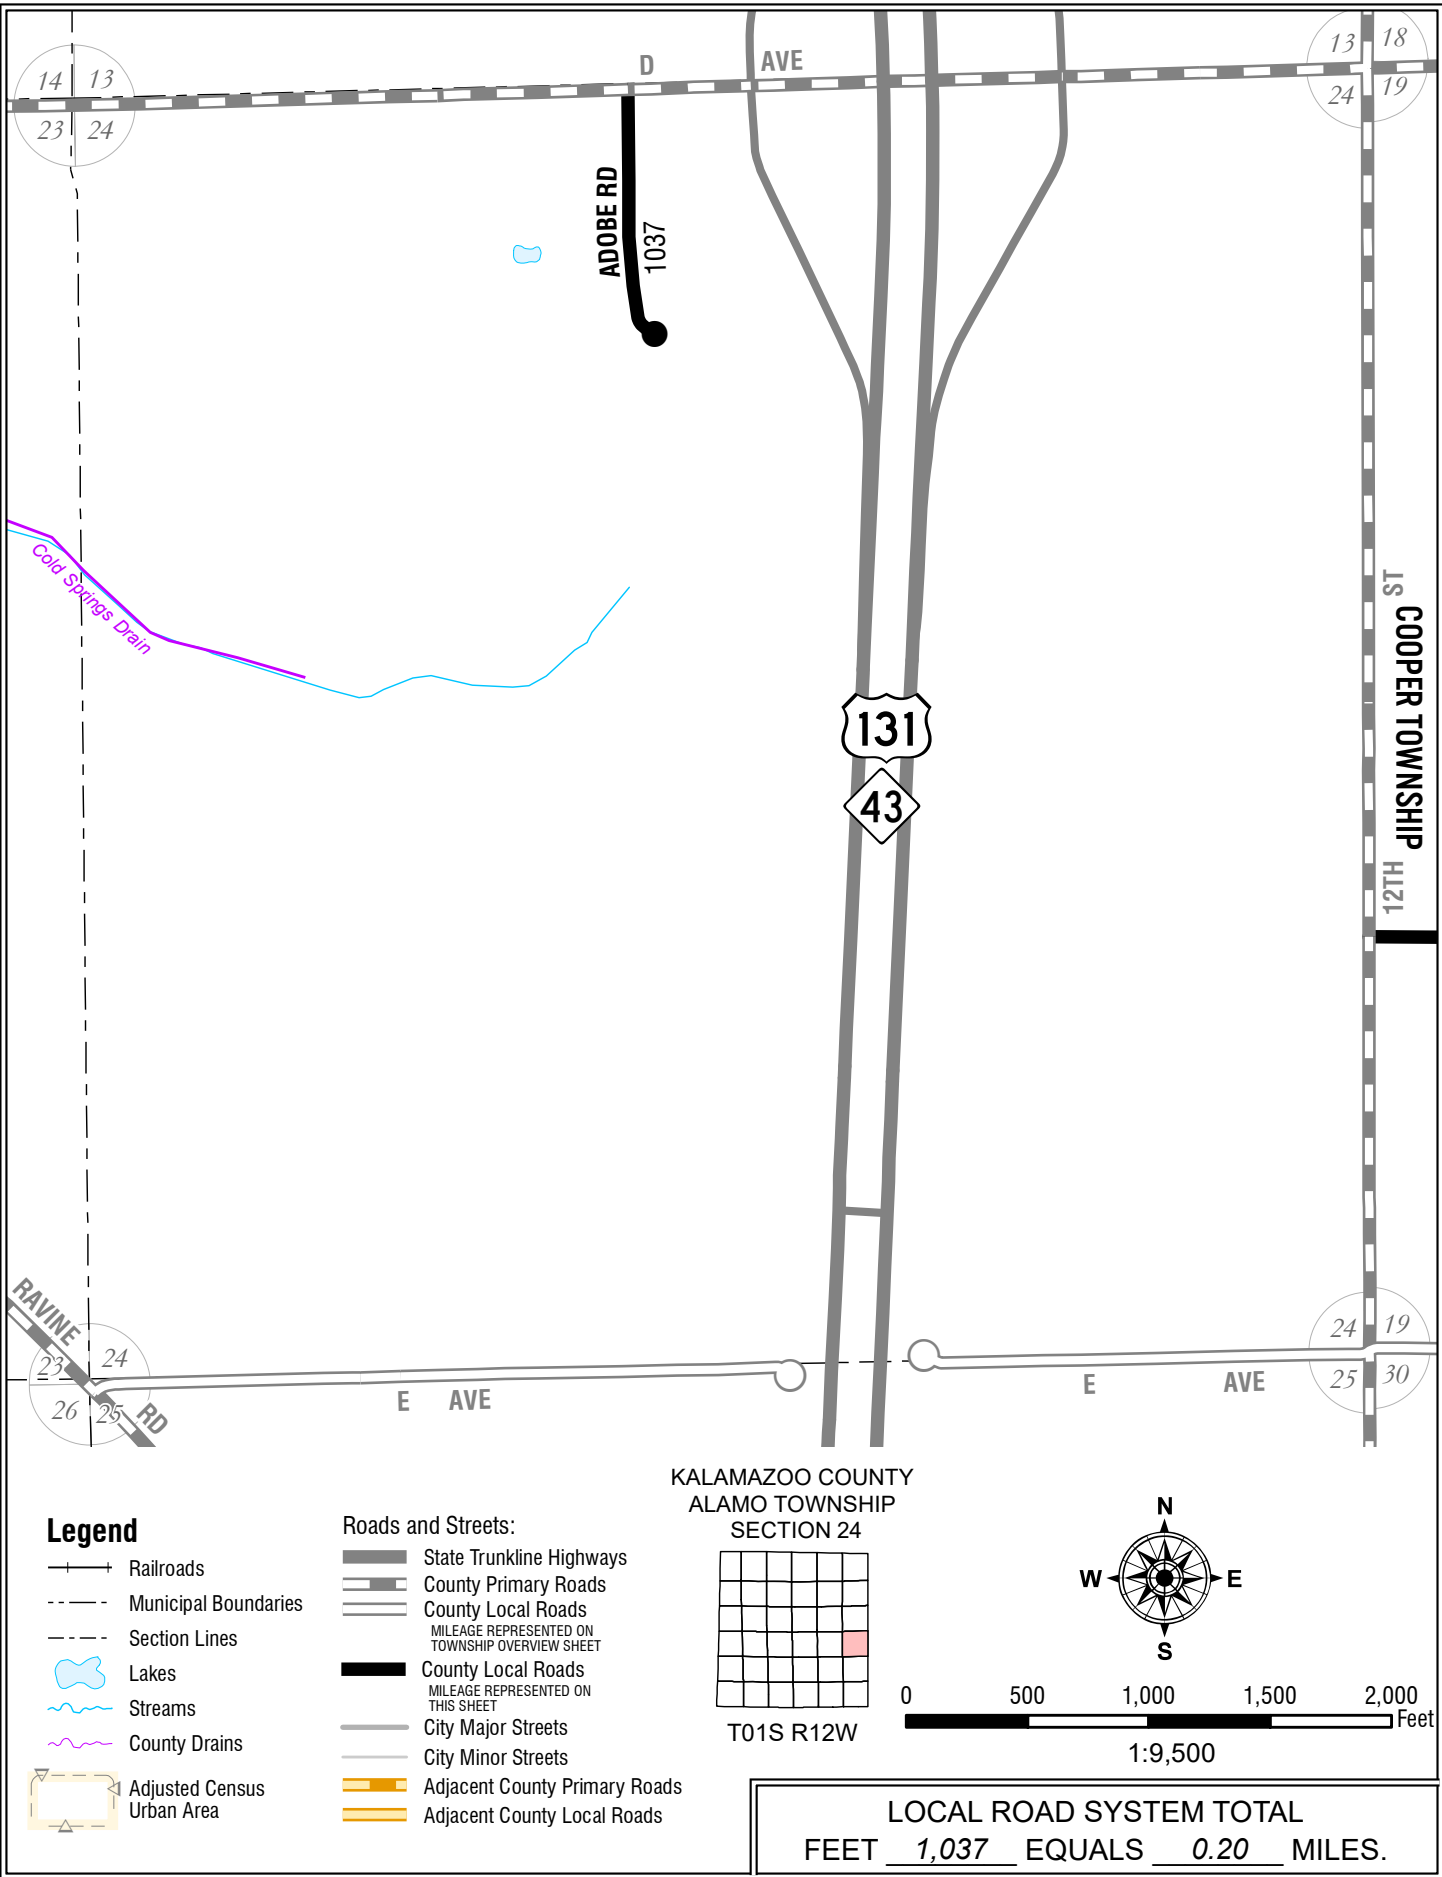 D AVE
14 13
23 24
13 18
24 19
ADOBE RD
1037
Cold Springs Drain
131
43
12TH ST
COOPER TOWNSHIP
RAVINE RD
23 24
26 25
E AVE
E AVE
24 19
25 30
Legend
Railroads
Municipal Boundaries
Section Lines
Lakes
Streams
County Drains
Adjusted Census
Urban Area
Roads and Streets:
State Trunkline Highways
County Primary Roads
County Local Roads
MILEAGE REPRESENTED ON
TOWNSHIP OVERVIEW SHEET
County Local Roads
MILEAGE REPRESENTED ON
THIS SHEET
City Major Streets
City Minor Streets
Adjacent County Primary Roads
Adjacent County Local Roads
KALAMAZOO COUNTY
ALAMO TOWNSHIP
SECTION 24
T01S R12W
N
W E
S
0 500 1,000 1,500 2,000
Feet
1:9,500
LOCAL ROAD SYSTEM TOTAL
FEET 1,037 EQUALS 0.20 MILES.